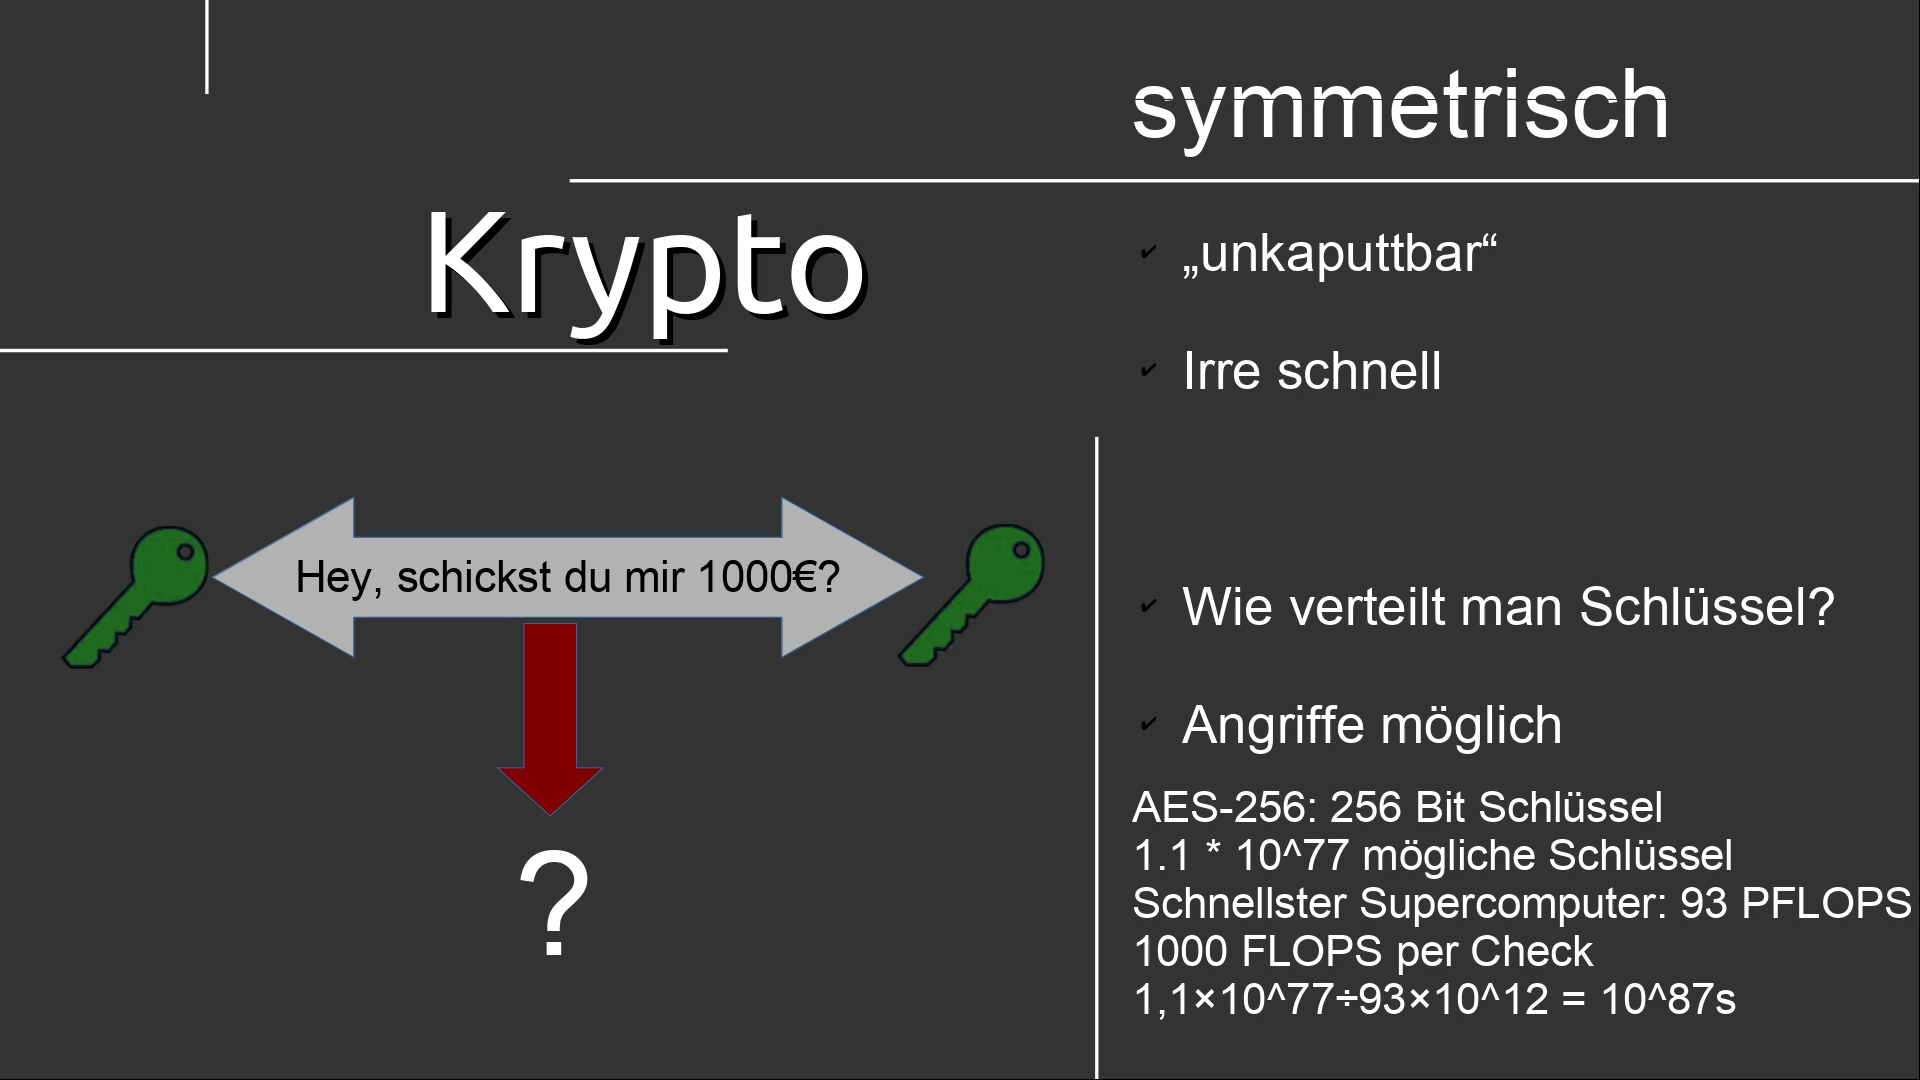 symmetrisch
Krypto
„unkaputtbar“
Irre schnell
Hey, schickst du mir 1000€?
Wie verteilt man Schlüssel?
Angriffe möglich
AES-256: 256 Bit Schlüssel
1.1 * 10^77 mögliche Schlüssel
Schnellster Supercomputer: 93 PFLOPS
1000 FLOPS per Check
1,1×10^77÷93×10^12 = 10^87s
?